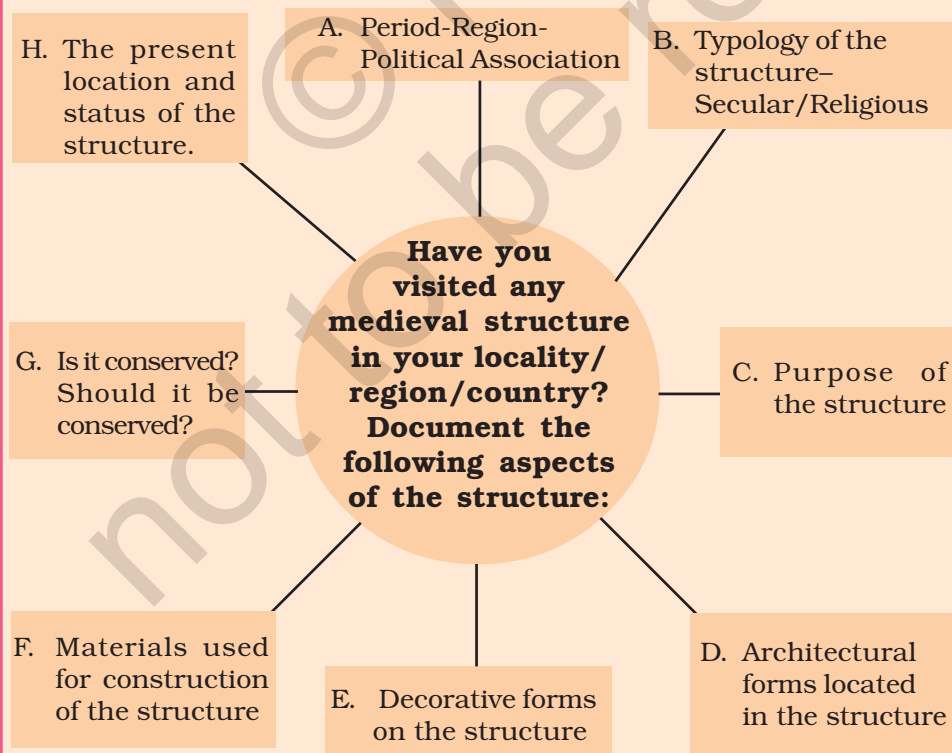 A. Period-Region-
Political Association
B. Typology of the
structure–
Secular/Religious
C. Purpose of
the structure
D. Architectural
forms located
in the structure
E. Decorative forms
on the structure
F. Materials used
for construction
of the structure
G. Is it conserved?
Should it be
conserved?
H. The present
location and
status of the
structure.
Have you
visited any
medieval structure
in your locality/
region/country?
Document the
following aspects
of the structure:
©
not to be r